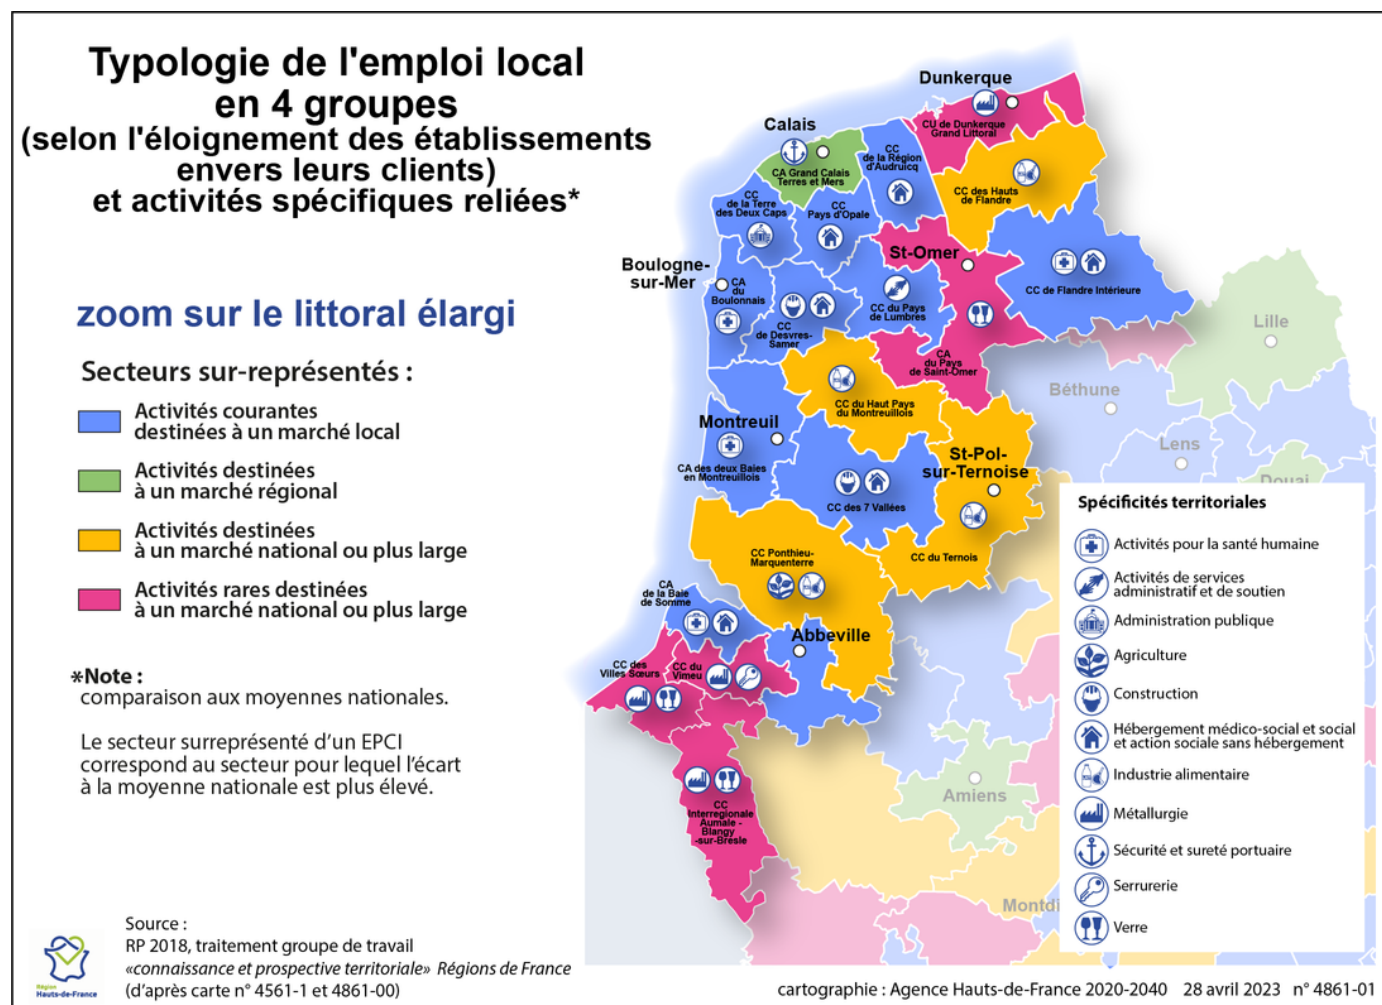 Typologie de l'emploi local
en 4 groupes
(selon l'éloignement des établissements
envers leurs clients)
et activités spécifiques reliées*
zoom sur le littoral élargi
Secteurs sur-représentés :
Activités courantes
destinées à un marché local
Activités destinées
à un marché régional
Activités destinées
à un marché national ou plus large
Activités rares destinées
à un marché national ou plus large
*Note :
comparaison aux moyennes nationales.
Le secteur surreprésenté d'un EPCI
correspond au secteur pour lequel l'écart
à la moyenne nationale est plus élevé.
Région
Hauts-de-France
Source :
RP 2018, traitement groupe de travail
«connaissance et prospective territoriale» Régions de France
(d'après carte n° 4561-1 et 4861-00)
Dunkerque
CU de Dunkerque
Grand Littoral
Calais
CA Grand Calais
Terres et Mers
CC
de la Région
d'Audruicq
CC des Hauts
de Flandre
CC
de la Terre
des Deux Caps
CC
Pays d'Opale
St-Omer
CC de Flandre Intérieure
Boulogne-
sur-Mer
CA
du
Boulonnais
CC
de Desvres-
Samer
CC du Pays
de Lumbres
CA
du Pays
de Saint-Omer
Lille
Béthune
Lens
Douai
CC du Haut Pays
du Montreuillois
Montreuil
CA des deux Baies
en Montreuillois
CC des 7 Vallées
St-Pol-
sur-Ternoise
CC du Ternois
CC Ponthieu-
Marquenterre
CA
de la Baie
de Somme
Abbeville
CC des
Villes Sœurs
CC du
Vimeu
CC
Interregionale
Aumale -
Blangy
-sur-Bresle
Amiens
Montdi
Spécificités territoriales
Activités pour la santé humaine
Activités de services
administratif et de soutien
Administration publique
Agriculture
Construction
Hébergement médico-social et social
et action sociale sans hébergement
Industrie alimentaire
Métallurgie
Sécurité et sureté portuaire
Serrurerie
Verre
cartographie : Agence Hauts-de-France 2020-2040 28 avril 2023 n° 4861-01